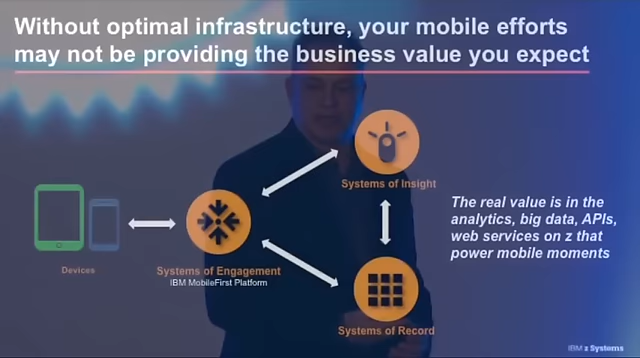 Without optimal infrastructure, your mobile efforts
may not be providing the business value you expect
Systems of Insight
The real value is in the
analytics, big data, APIs,
web services on z that
power mobile moments
Devices
Systems of Engagement
IBM MobileFirst Platform
Systems of Record
IBM z Systems